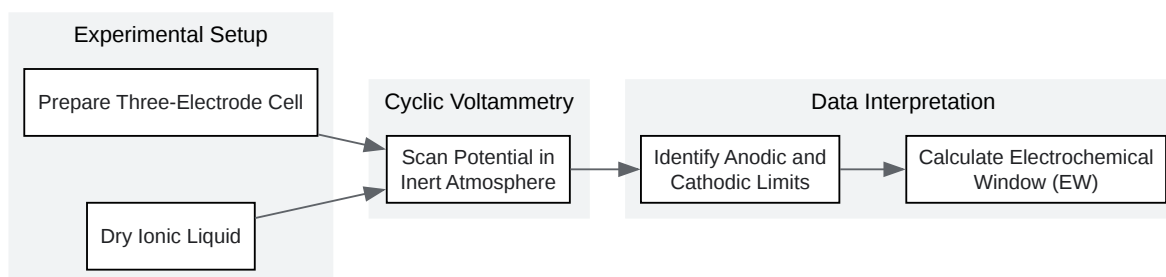 Experimental Setup
Prepare Three-Electrode Cell
Dry Ionic Liquid
Cyclic Voltammetry
Scan Potential in
Inert Atmosphere
Data Interpretation
Identify Anodic and
Cathodic Limits
Calculate Electrochemical
Window (EW)